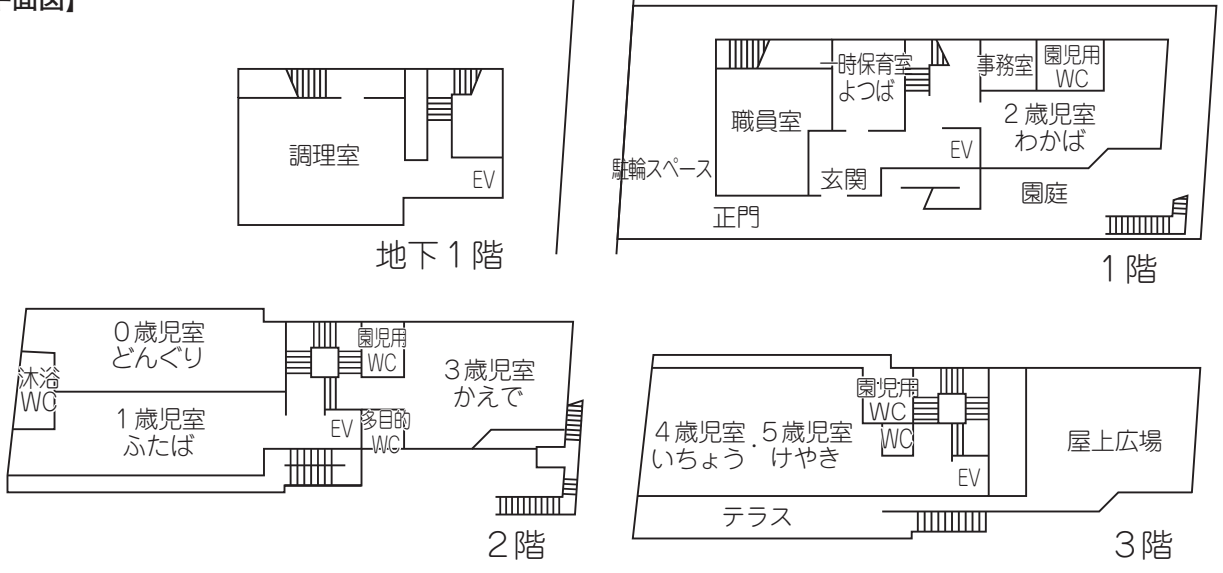 平面図】
調理室
EV
地下1階
一時保育室
よつば
事務室
園児用
WC
職員室
2歳児室
わかば
EV
駐輪スペース
玄関
園庭
正門
1階
0歳児室
どんぐり
園児用
WC
沐浴
WC
3歳児室
かえで
1歳児室
ふたば
EV
多目的
WC
2階
園児用
WC
WC
4歳児室・5歳児室
いちょう けやき
屋上広場
EV
テラス
3階